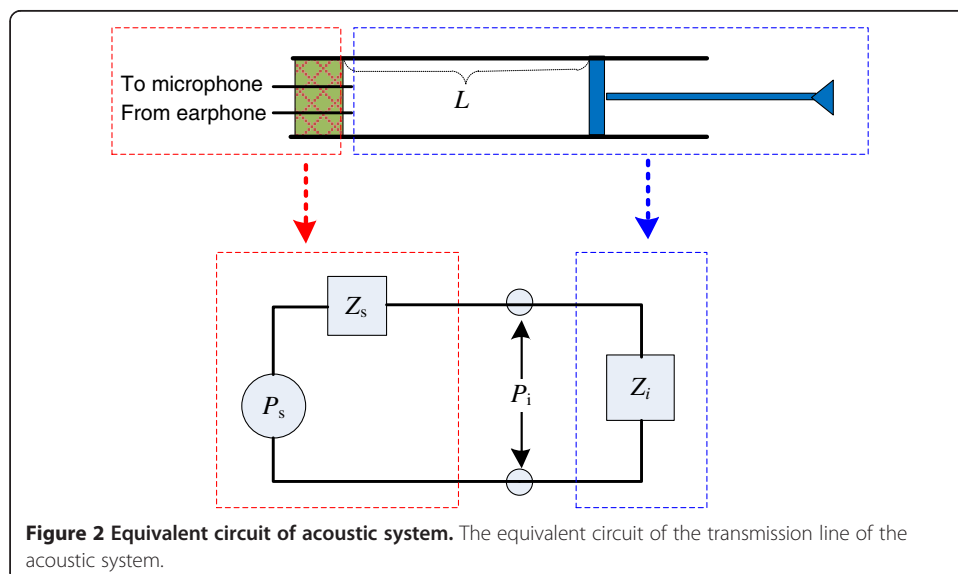 To microphone
From earphone
L
Zs
Ps
Pi
Zi
Figure 2 Equivalent circuit of acoustic system. The equivalent circuit of the transmission line of the
acoustic system.